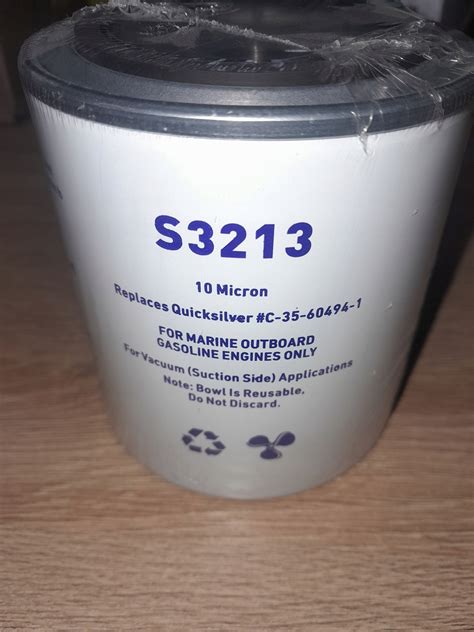 S3213
10 Micron
Replaces Quicksilver #C-35-60494-1
FOR MARINE OUTBOARD
GASOLINE ENGINES ONLY
For Vacuum (Suction Side) Applications
Note: Bowl Is Reusable,
Do Not Discard.